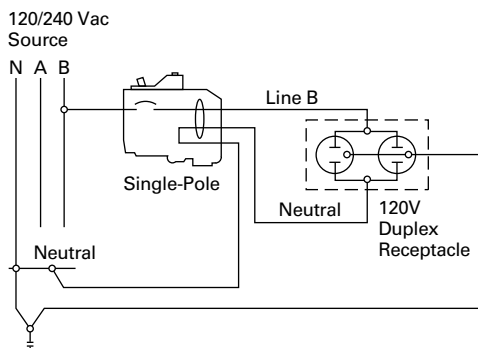 120/240 Vac
Source
N A B
Line B
Single-Pole
Neutral
120V
Duplex
Receptacle
Neutral